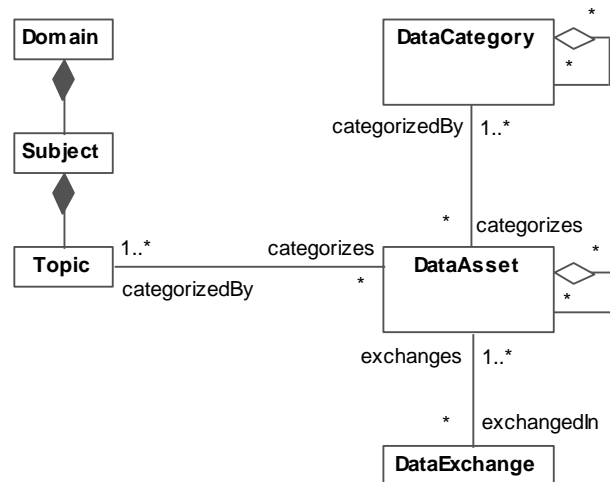 Domain
DataCategory
*
*
categorizedBy
1..*
Subject
*
categorizes
Topic
1..*
categorizes
categorizedBy
*
DataAsset
*
*
exchanges
1..*
*
exchangedIn
DataExchange